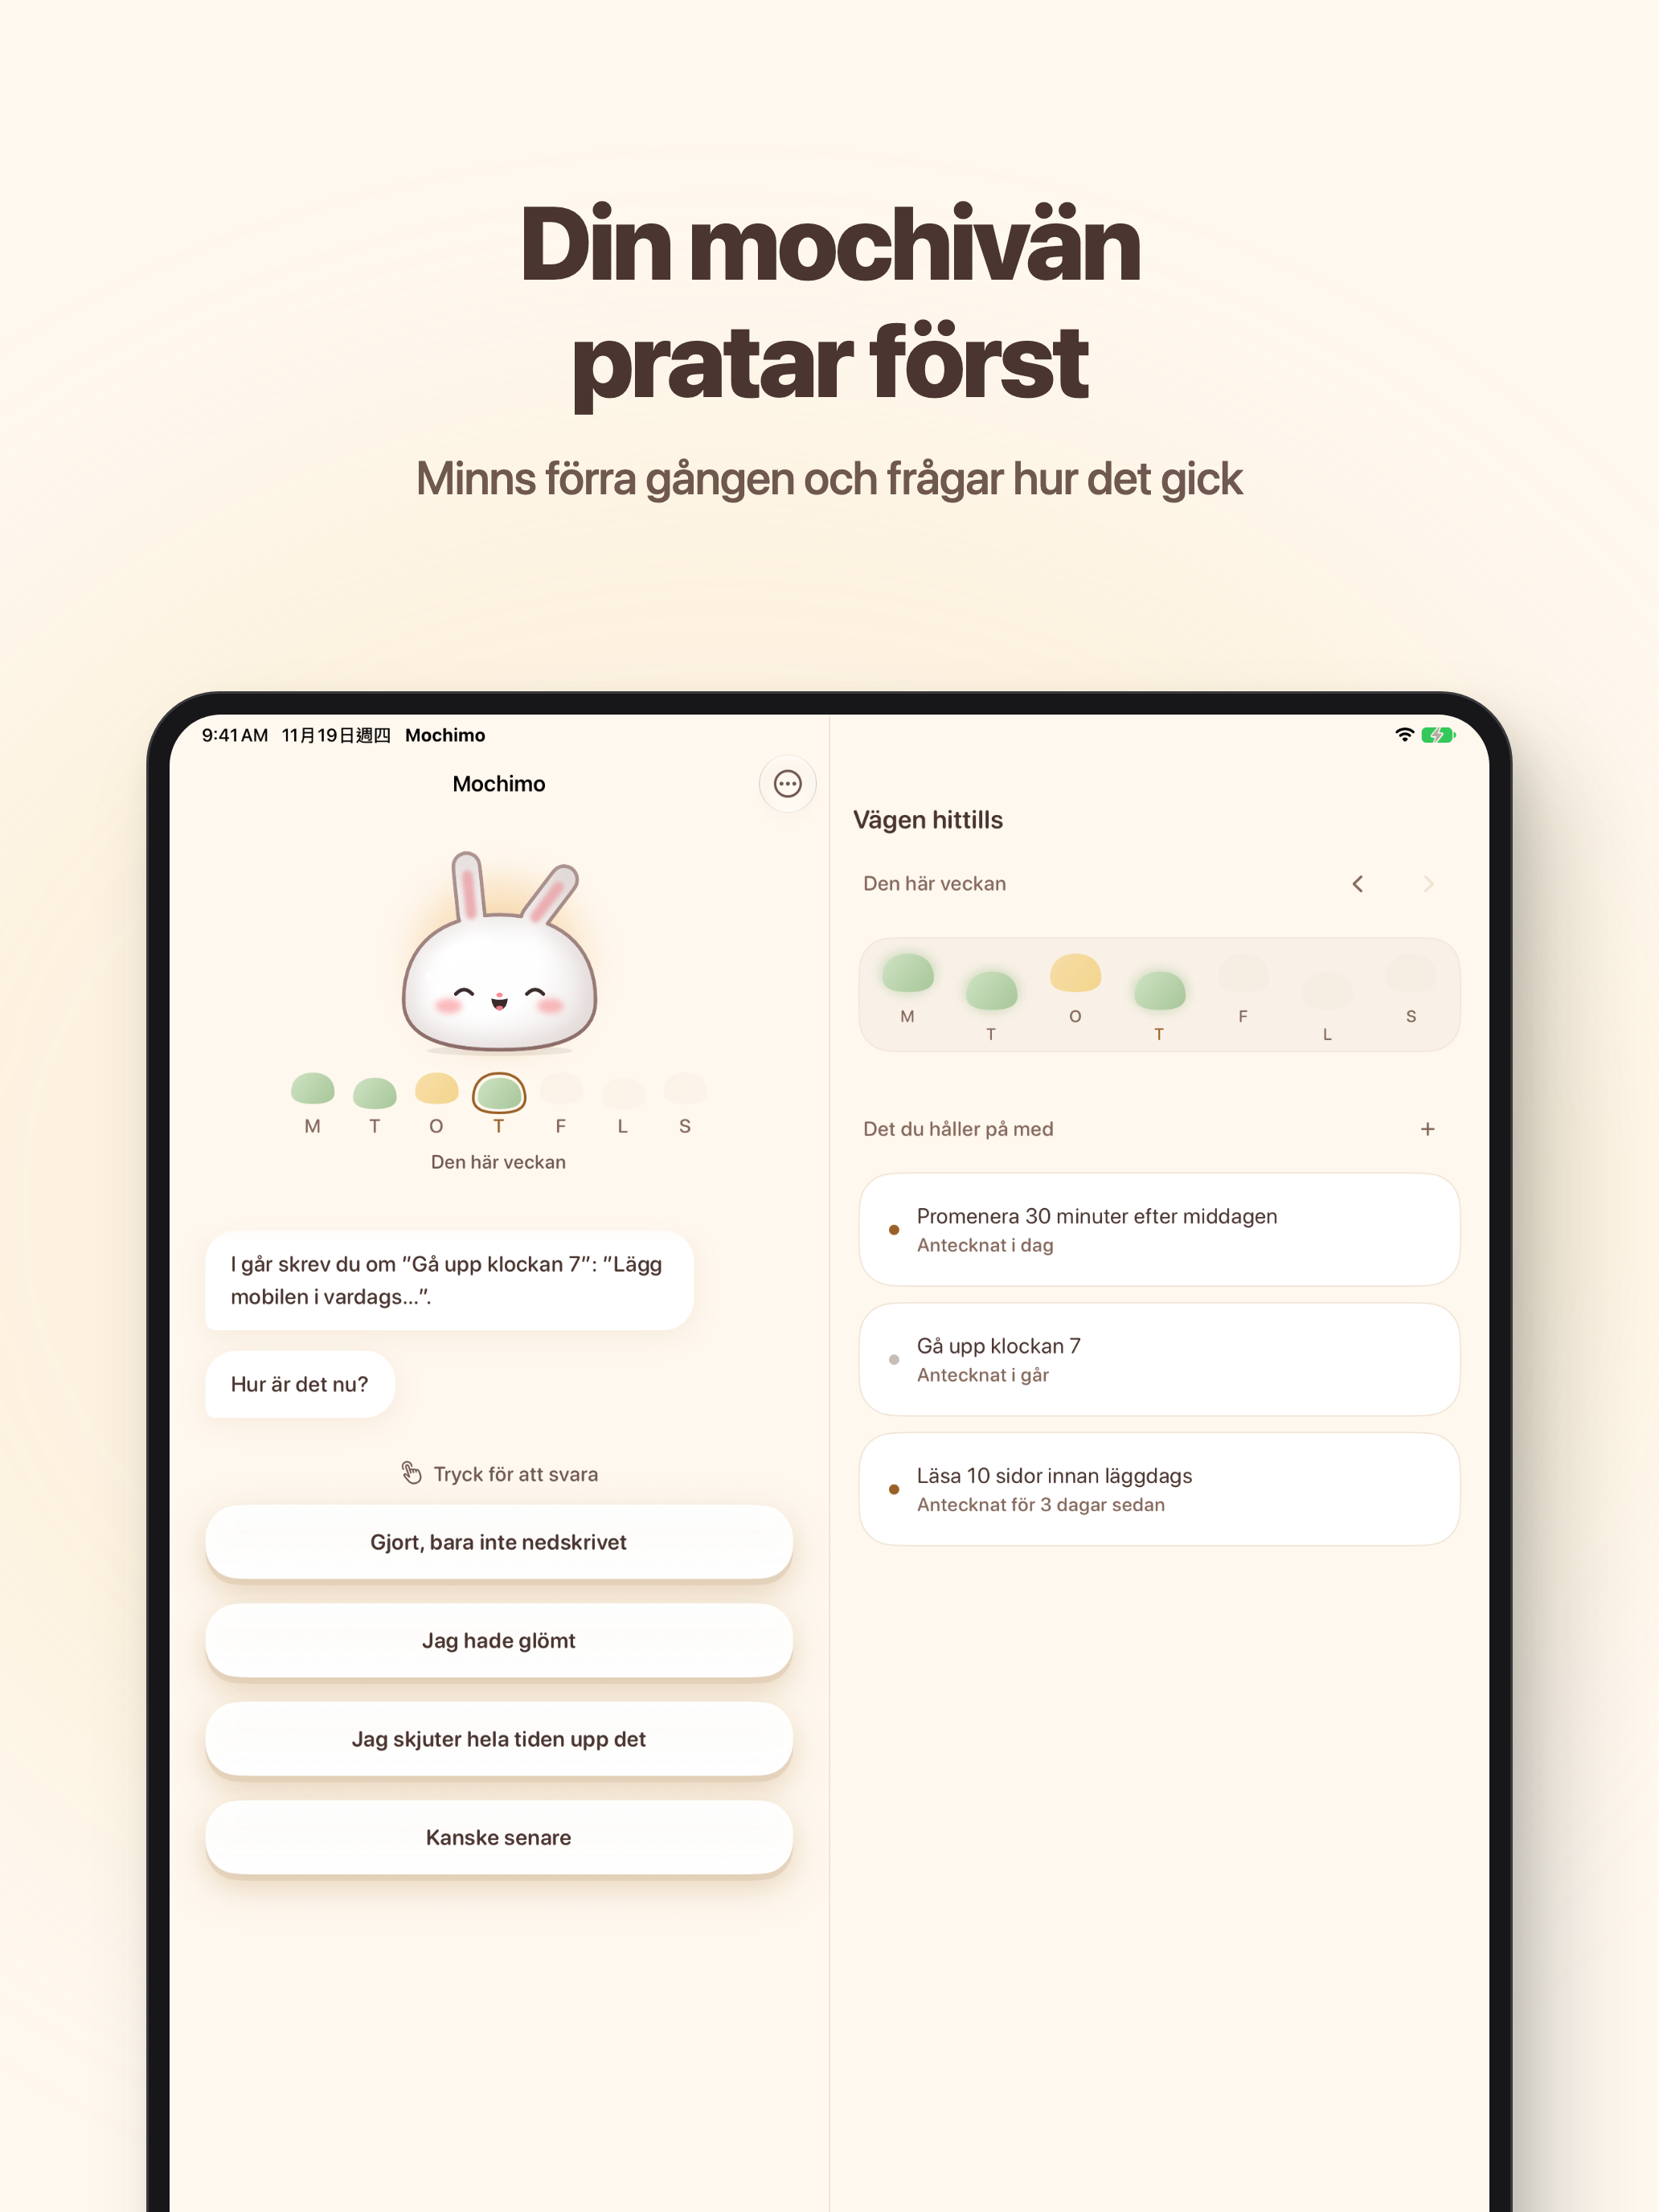 Din mochivän
pratar först
Minns förra gången och frågar hur det gick
9:41 AM 11月19日週四 Mochimo
Mochimo
M T O T F L S
Den här veckan
I går skrev du om ”Gå upp klockan 7”: ”Lägg
mobilen i vardags...”.
Hur är det nu?
Tryck för att svara
Gjort, bara inte nedskrivet
Jag hade glömt
Jag skjuter hela tiden upp det
Kanske senare
Vägen hittills
Den här veckan
M T O T F L S
Det du håller på med
Promenera 30 minuter efter middagen
Antecknat i dag
Gå upp klockan 7
Antecknat i går
Läsa 10 sidor innan läggdags
Antecknat för 3 dagar sedan